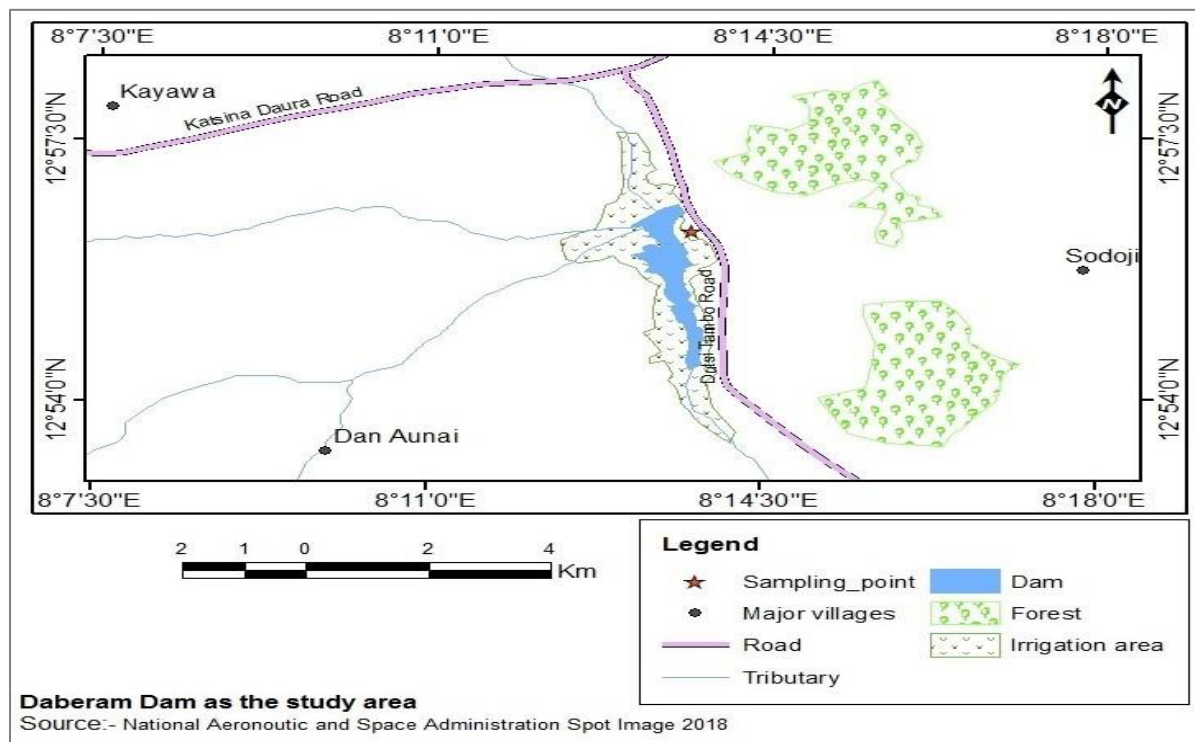 8°7'30"E 8°11'0"E 8°14'30"E 8°18'0"E
Kayawa
Katsina Daura Road
N
12°57'30"N
12°57'30"N
Sodoji
Dutsi Tambo Road
12°54'0"N
12°54'0"N
Dan Aunai
8°7'30"E 8°11'0"E 8°14'30"E 8°18'0"E
2 1 0 2 4
Km
Legend
Sampling_point Dam
Major villages Forest
Road Irrigation area
Tributary
Daberam Dam as the study area
Source:- National Aeronoutic and Space Administration Spot Image 2018